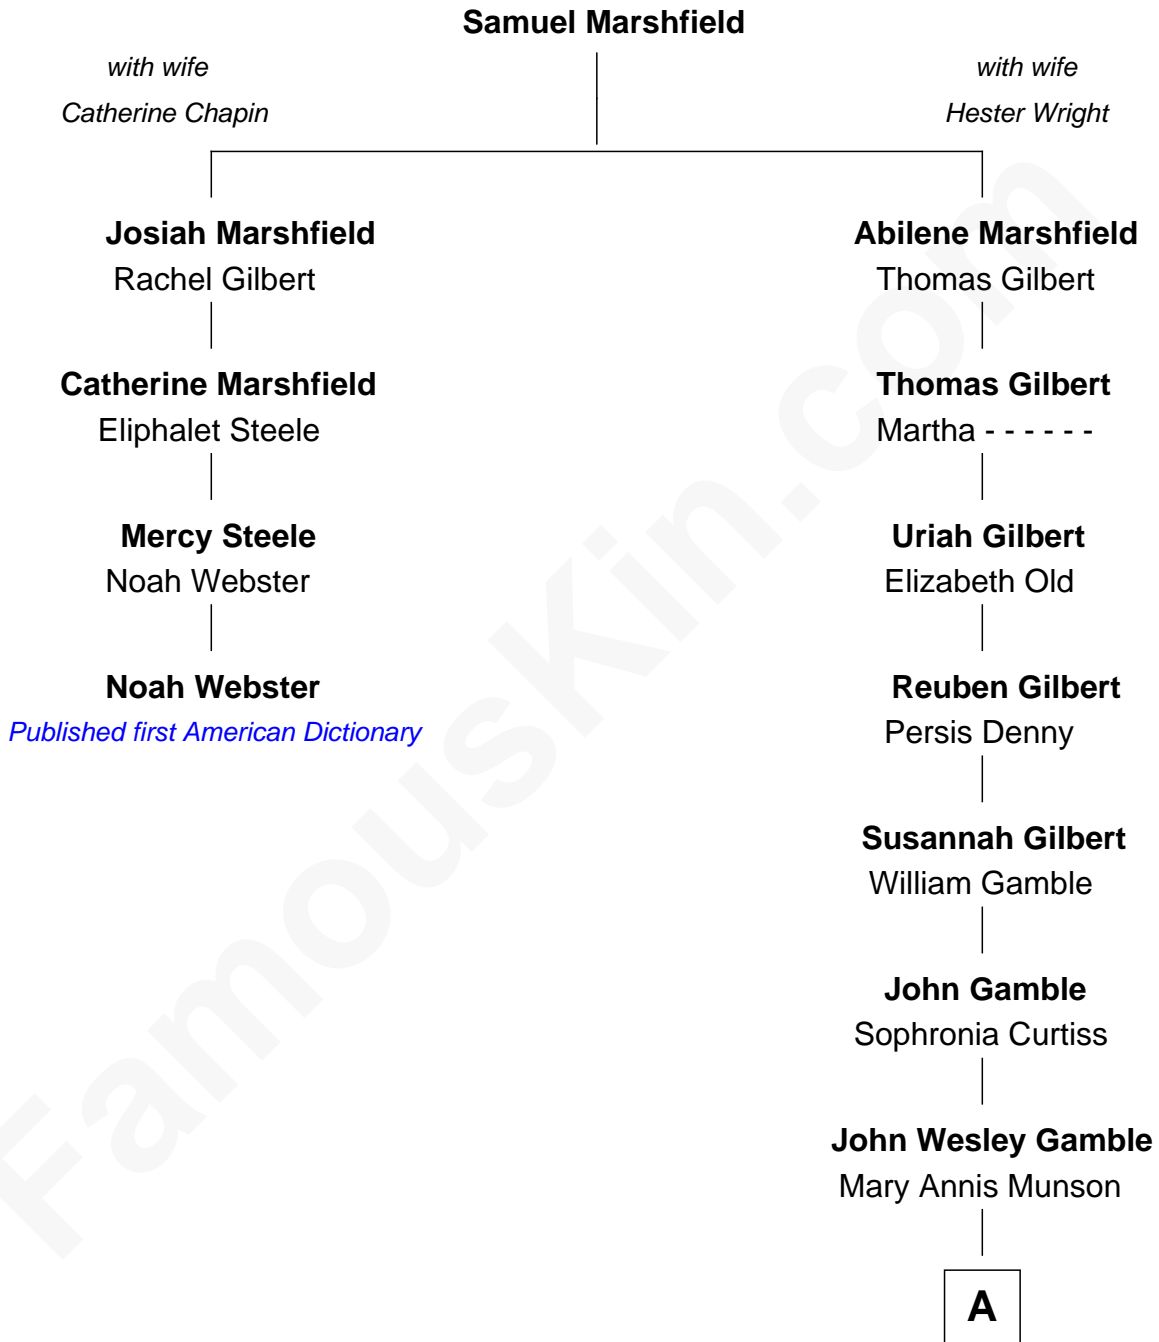 Samuel Marshfield
with wife
Catherine Chapin
with wife
Hester Wright
Josiah Marshfield
Rachel Gilbert
Catherine Marshfield
Eliphalet Steele
Mercy Steele
Noah Webster
Noah Webster
Published first American Dictionary
Abilene Marshfield
Thomas Gilbert
Thomas Gilbert
Martha - - - - - -
Uriah Gilbert
Elizabeth Old
Reuben Gilbert
Persis Denny
Susannah Gilbert
William Gamble
John Gamble
Sophronia Curtiss
John Wesley Gamble
Mary Annis Munson
A
FamousKin.com